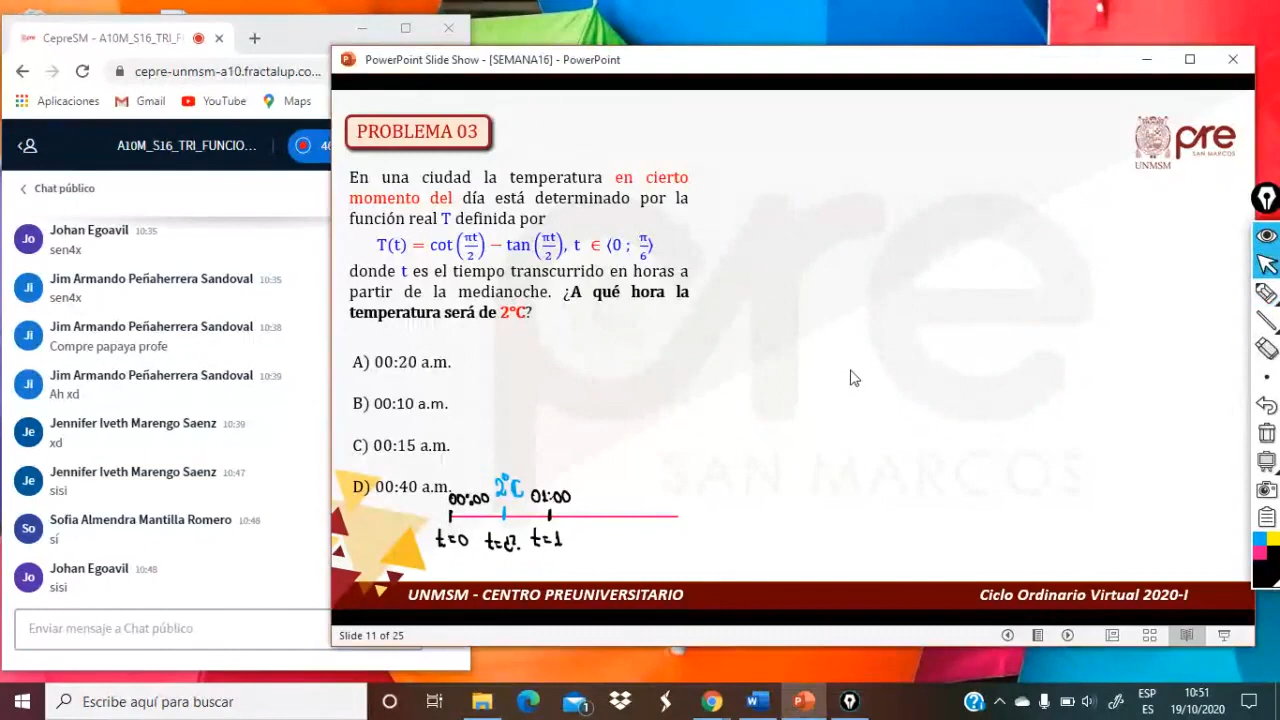 CepreSM - A10M_S16_TRI_F
PowerPoint Slide Show - [SEMANA16] - PowerPoint
cepre-unmsm-a10.fractalup.co...
Aplicaciones Gmail YouTube Maps
A10M_S16_TRI_FUNCIO... 46
Chat público
Johan Egoavil 10:35
sen4x
Jim Armando Peñaherrera Sandoval 10:35
sen4x
Jim Armando Peñaherrera Sandoval 10:38
Compre papaya profe
Jim Armando Peñaherrera Sandoval 10:39
Ah xd
Jennifer Iveth Marengo Saenz 10:39
xd
Jennifer Iveth Marengo Saenz 10:47
sisi
Sofia Almendra Mantilla Romero 10:48
sí
Johan Egoavil 10:48
sisi
Enviar mensaje a Chat público
PROBLEMA 03
UNMSM
pre
SAN MARCOS
En una ciudad la temperatura en cierto
momento del día está determinado por la
función real T definida por
T(t) = cot (πt/2) − tan (πt/2), t ∈ ⟨0 ; π/6⟩
donde t es el tiempo transcurrido en horas a
partir de la medianoche. ¿A qué hora la
temperatura será de 2°C?
A) 00:20 a.m.
B) 00:10 a.m.
C) 00:15 a.m.
D) 00:40 a.m.
00:00 2°C 01:00
t=0 t=¿? t=1
pre
SAN MARCOS
UNMSM - CENTRO PREUNIVERSITARIO Ciclo Ordinario Virtual 2020-I
Slide 11 of 25
Escribe aquí para buscar
1
ESP 10:51
ES 19/10/2020